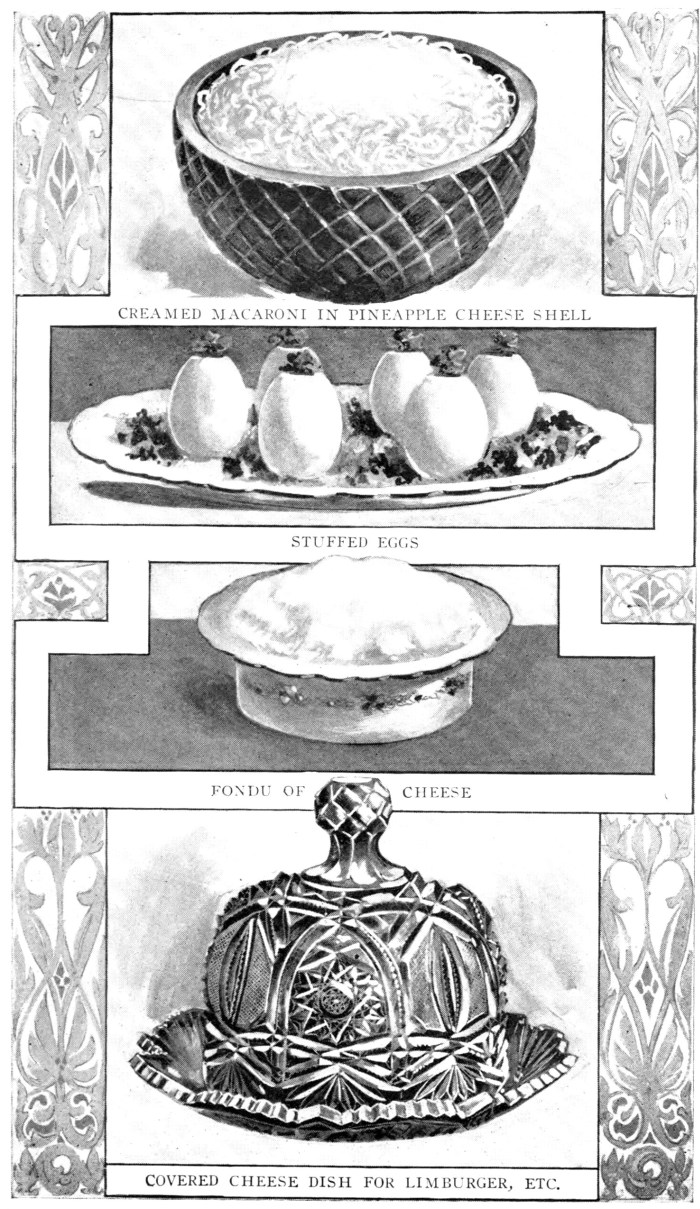 CREAMED MACARONI IN PINEAPPLE CHEESE SHELL
STUFFED EGGS
FONDU OF CHEESE
COVERED CHEESE DISH FOR LIMBURGER, ETC.